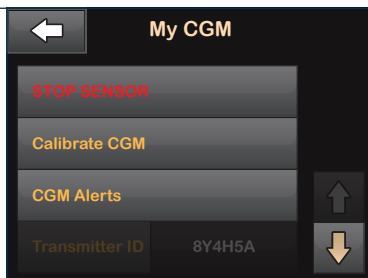 My CGM
STOP SENSOR
Calibrate CGM
CGM Alerts
Transmitter ID 8Y4H5A